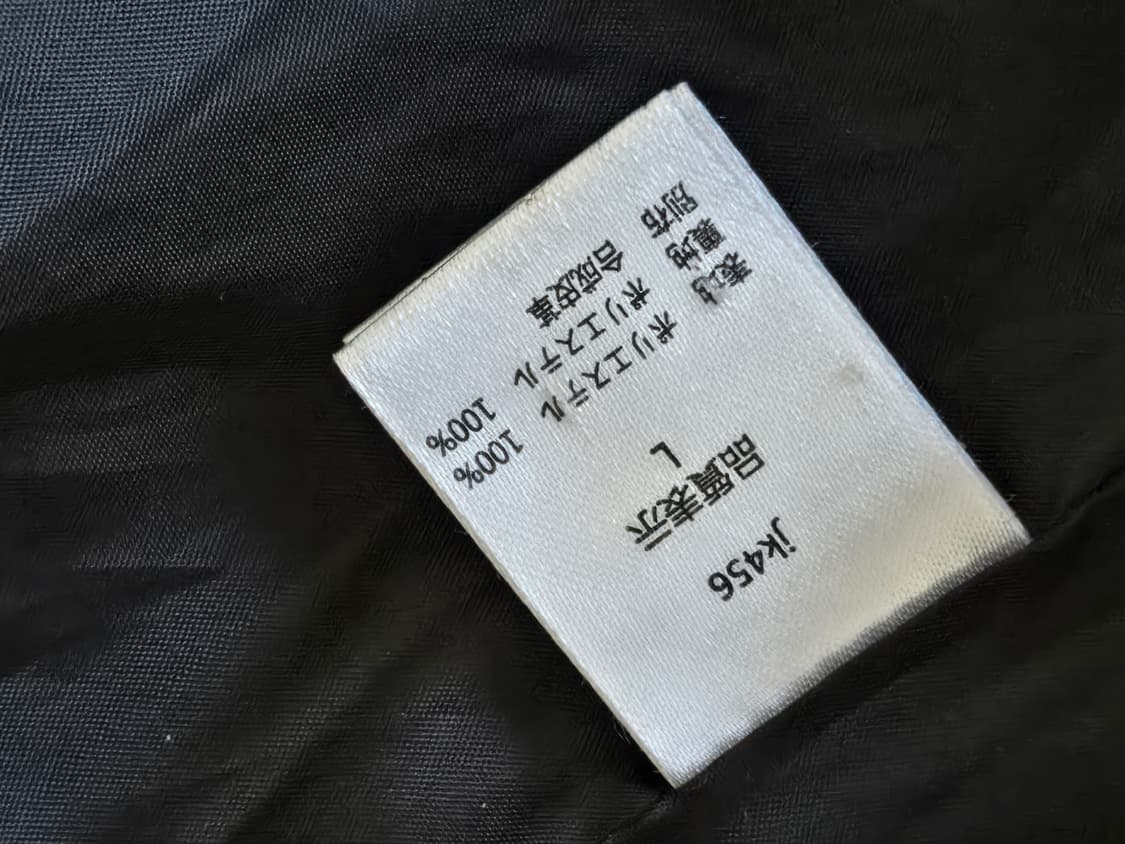 jk456
品質表示
L
表地 ポリエステル 100%
裏地 ポリエステル 100%
別布 合成皮革